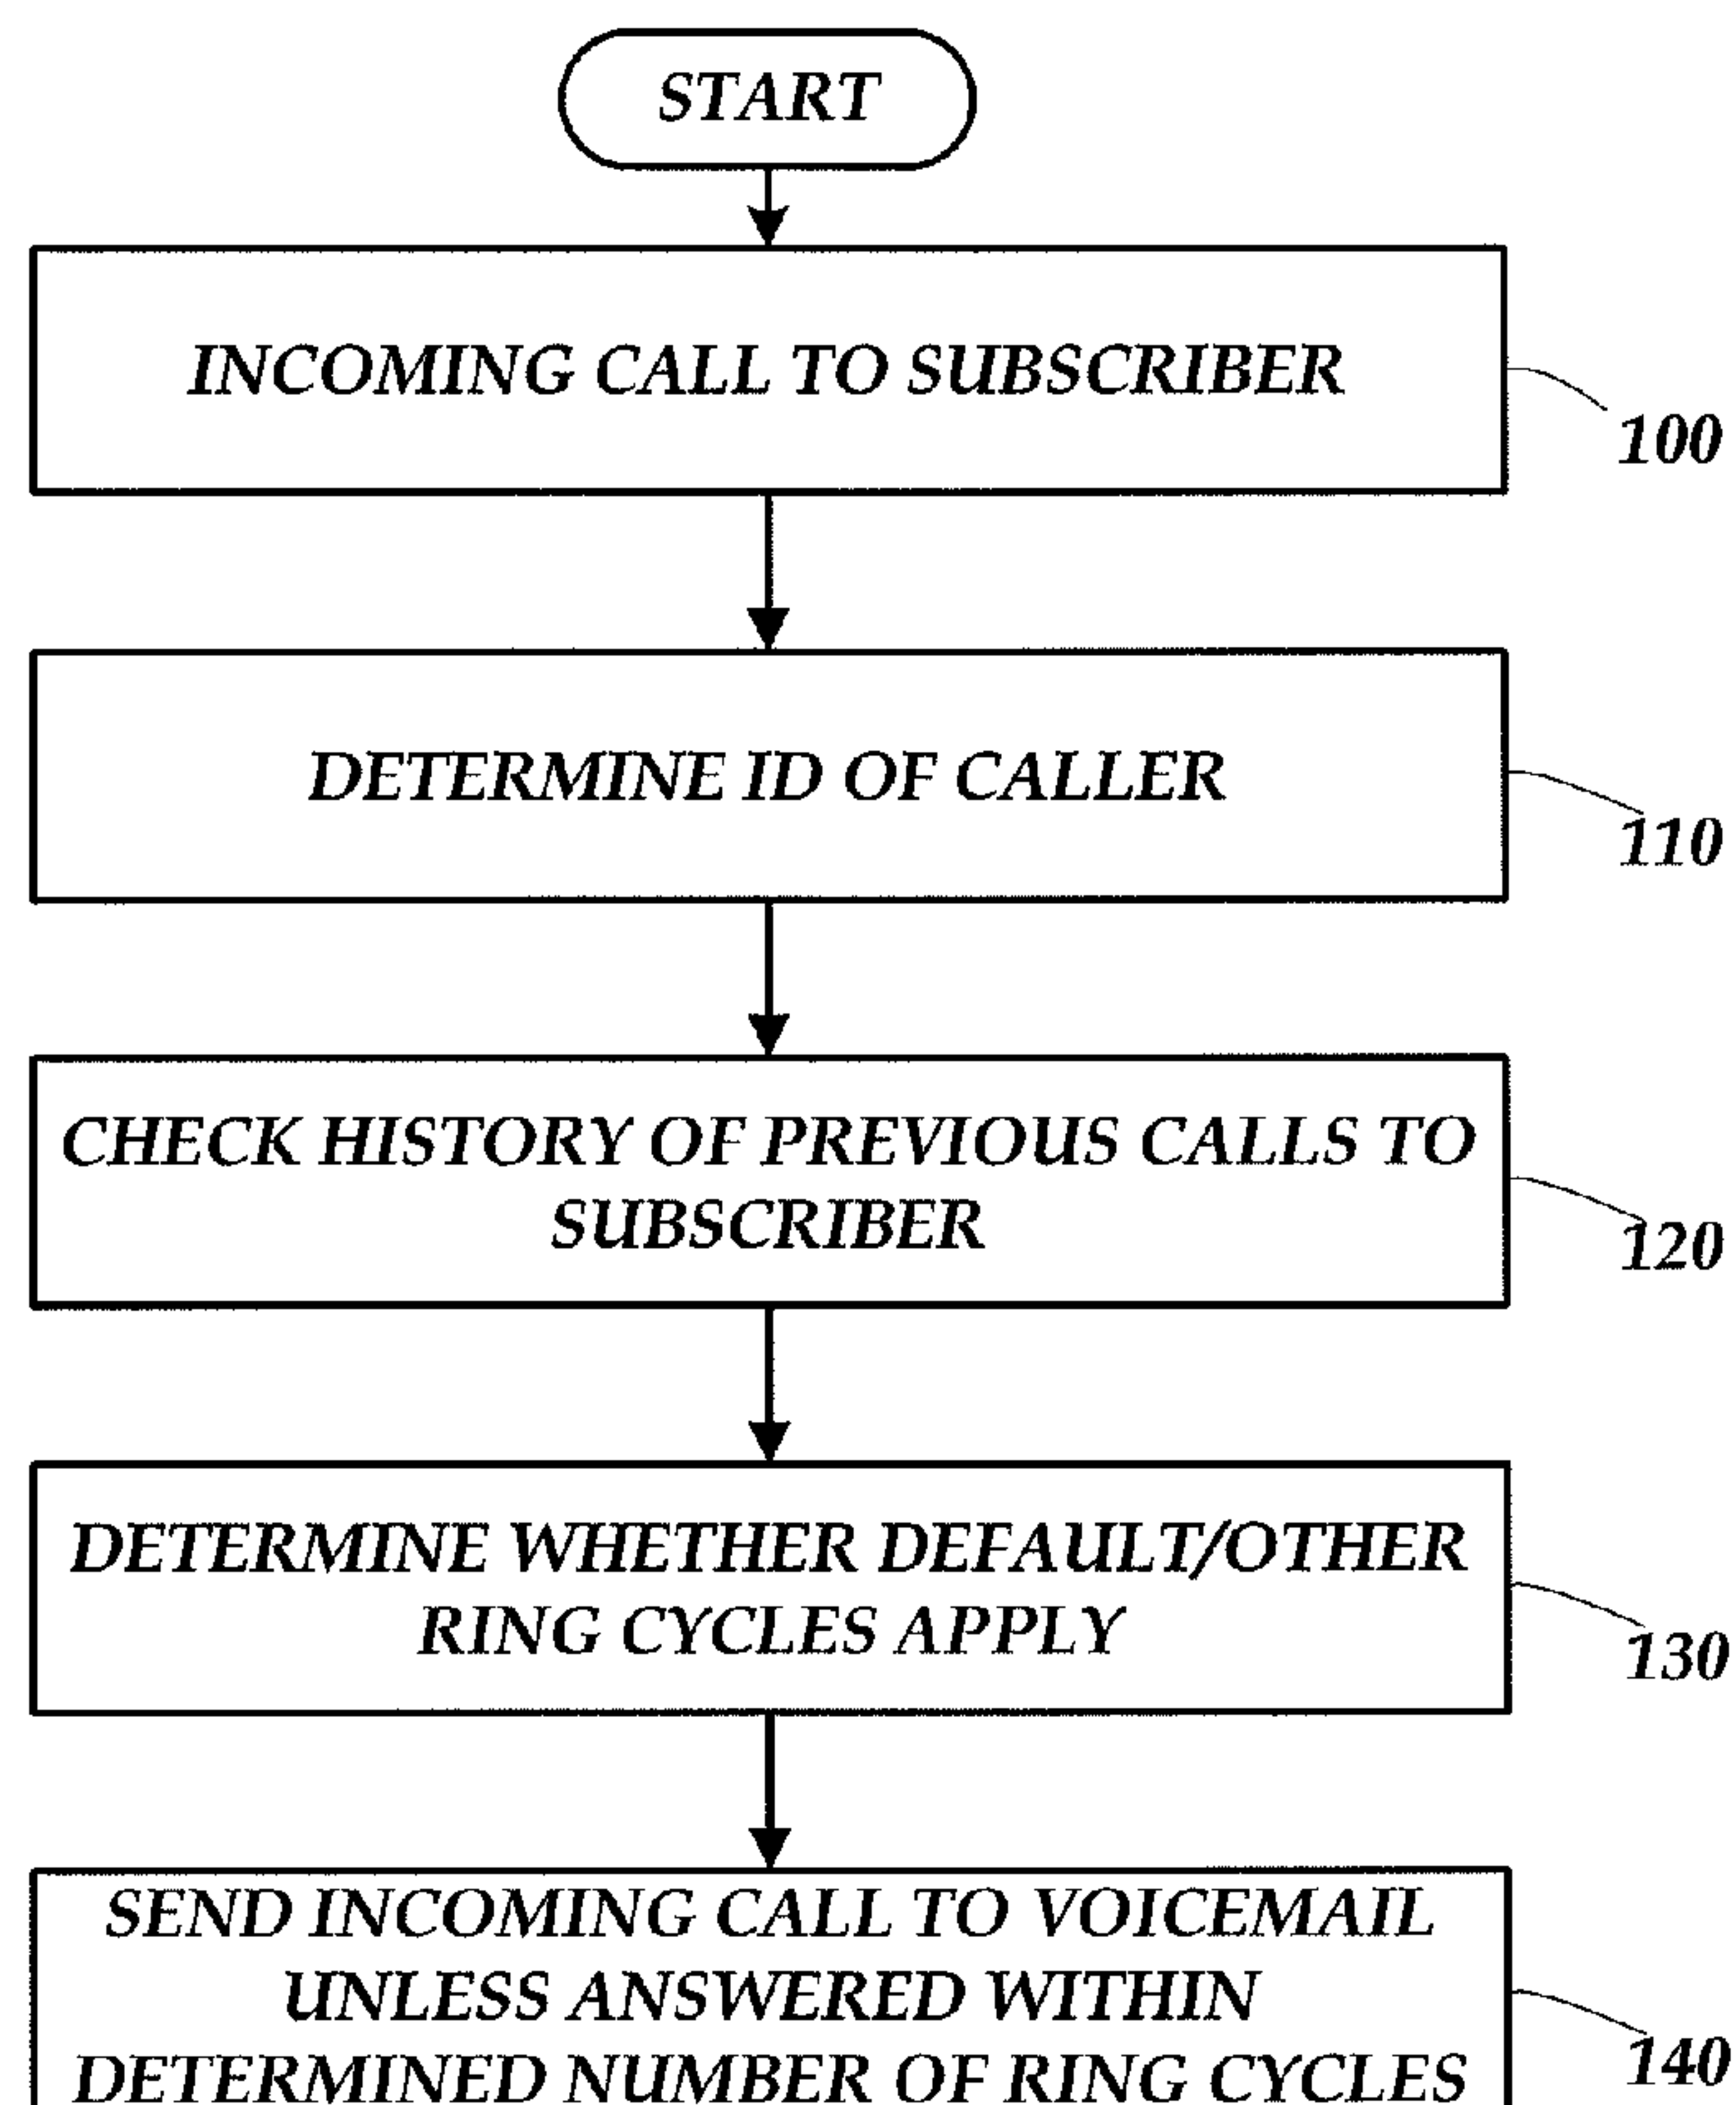 START
INCOMING CALL TO SUBSCRIBER
100
DETERMINE ID OF CALLER
110
CHECK HISTORY OF PREVIOUS CALLS TO
SUBSCRIBER
120
DETERMINE WHETHER DEFAULT/OTHER
RING CYCLES APPLY
130
SEND INCOMING CALL TO VOICEMAIL
UNLESS ANSWERED WITHIN
DETERMINED NUMBER OF RING CYCLES
140